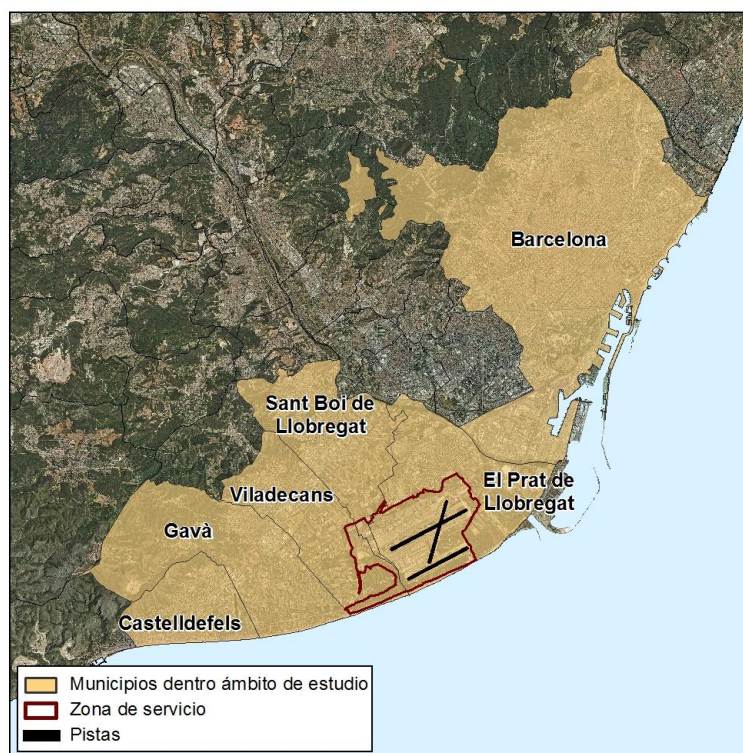 Barcelona
Sant Boi de
Llobregat
El Prat de
Llobregat
Viladecans
Gavà
Castelldefels
Municipios dentro ámbito de estudio
Zona de servicio
Pistas